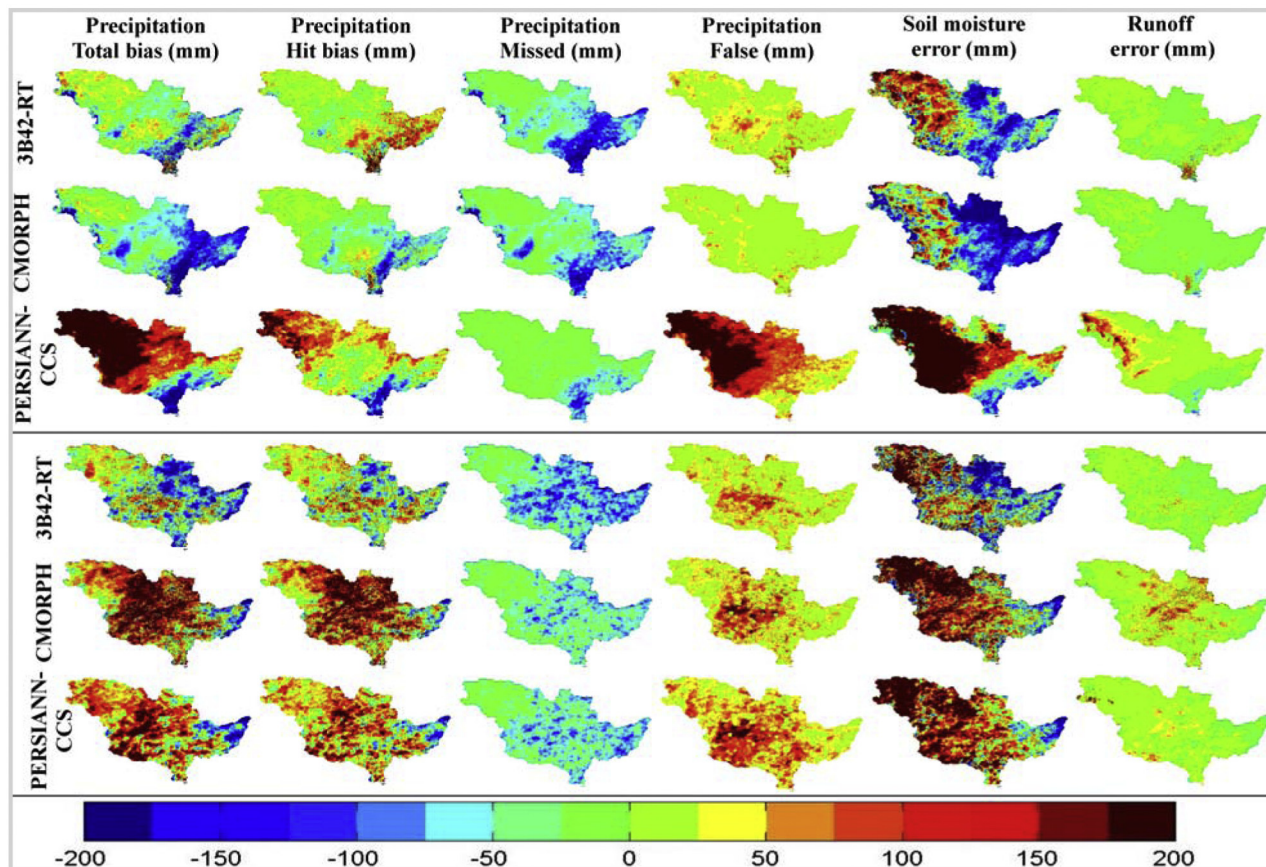 Precipitation Precipitation Precipitation Precipitation Soil moisture Runoff
Total bias (mm) Hit bias (mm) Missed (mm) False (mm) error (mm) error (mm)
3B42-RT
CMORPH
PERSIANN-
CCS
3B42-RT
CMORPH
PERSIANN-
CCS
-200 -150 -100 -50 0 50 100 150 200